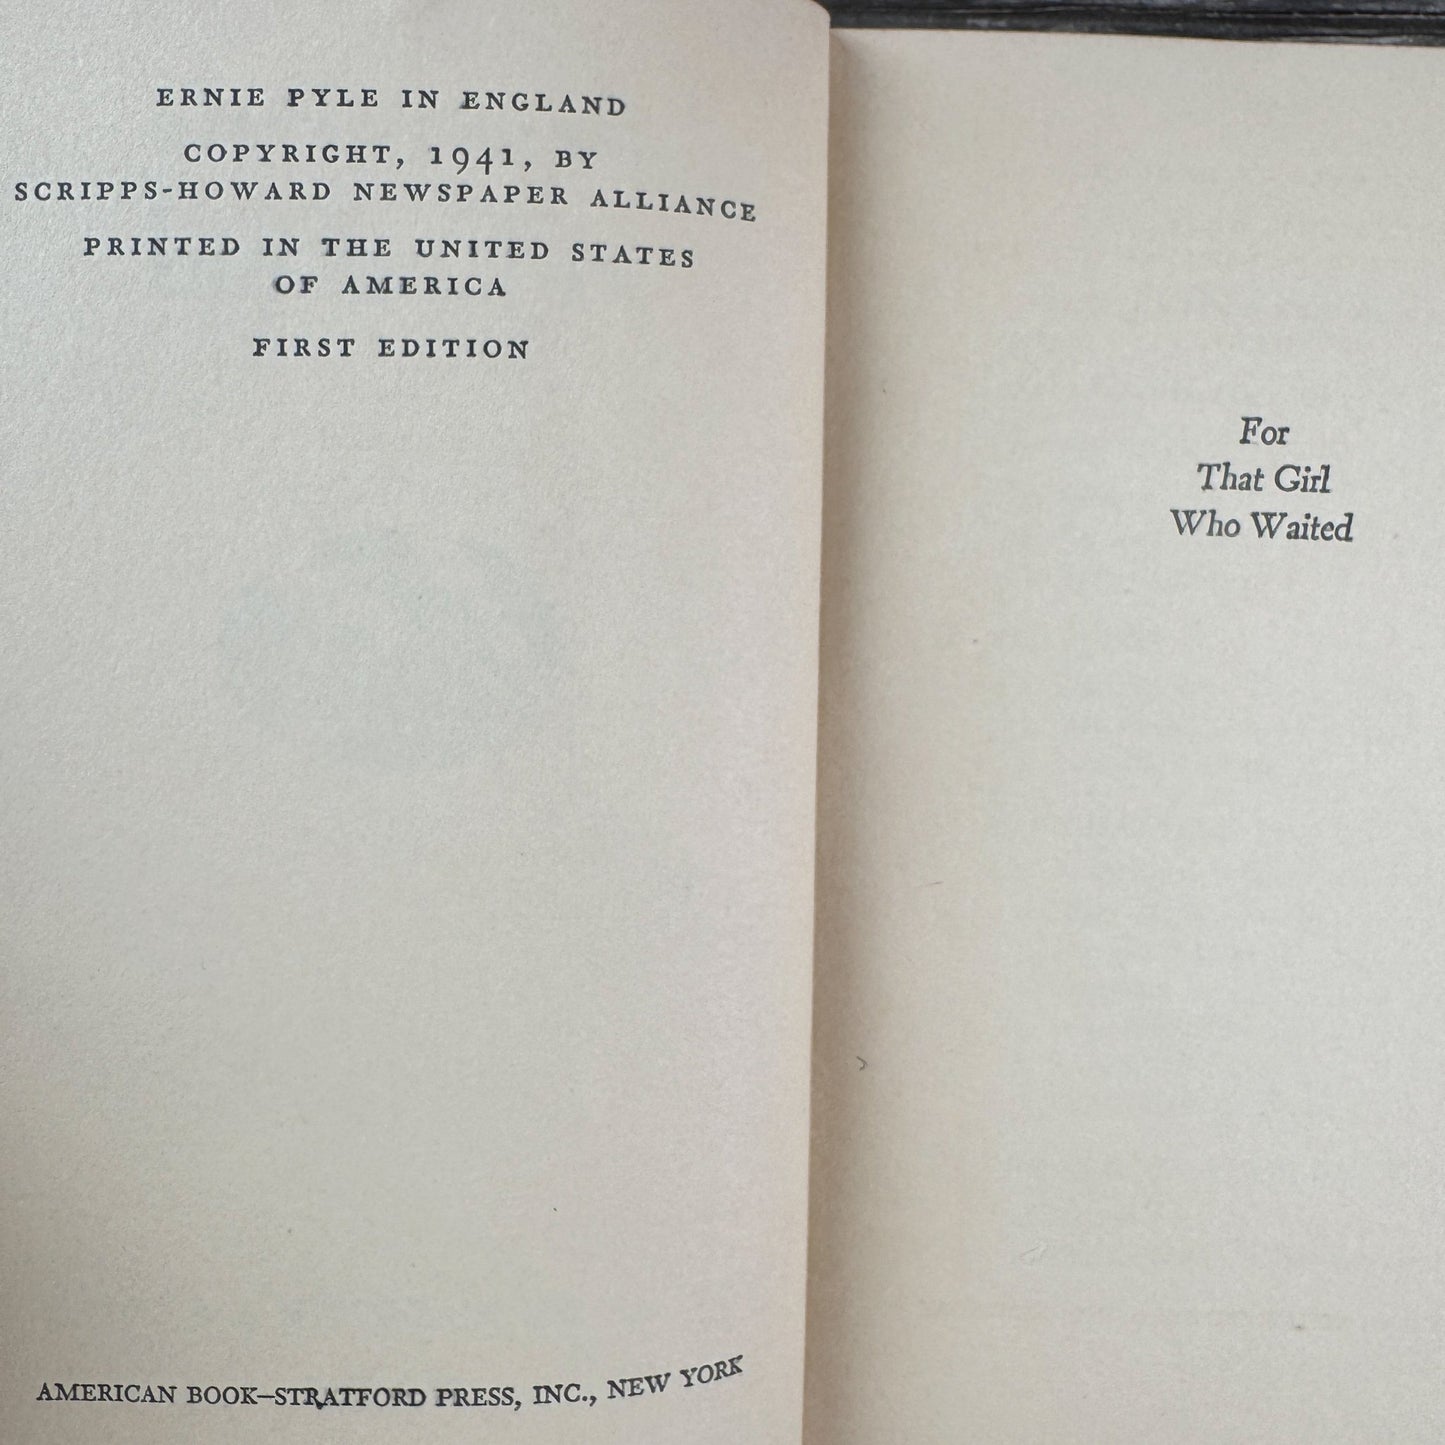 ERNIE PYLE IN ENGLAND
COPYRIGHT, 1941, BY
SCRIPPS-HOWARD NEWSPAPER ALLIANCE
PRINTED IN THE UNITED STATES
OF AMERICA
FIRST EDITION
AMERICAN BOOK–STRATFORD PRESS, INC., NEW YORK
For
That Girl
Who Waited